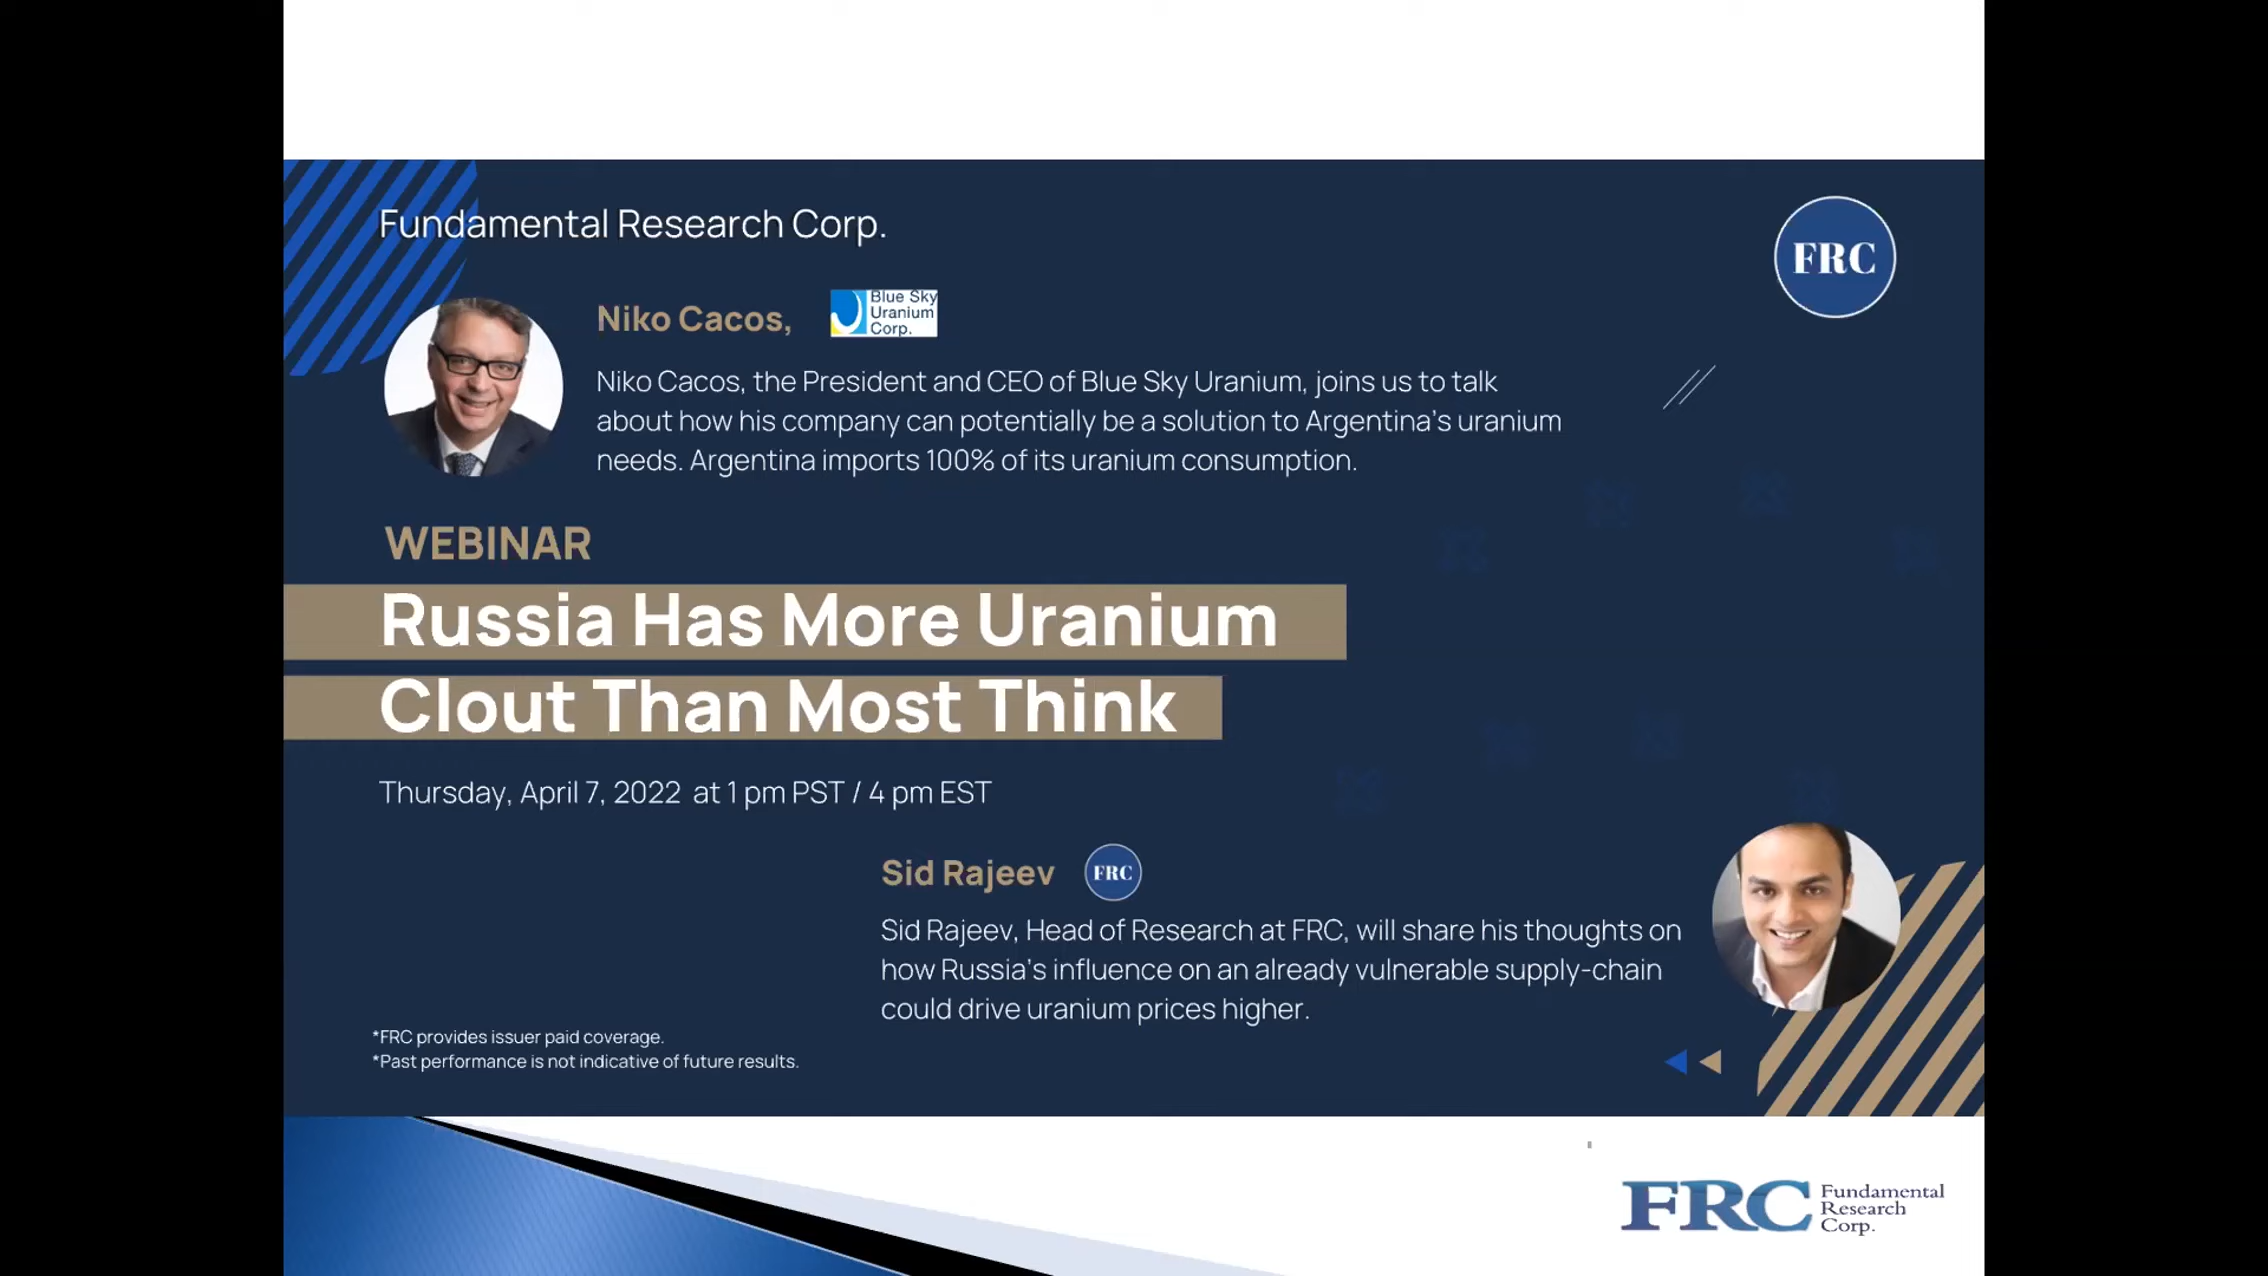 Fundamental Research Corp.
FRC
Niko Cacos,
Blue Sky
Uranium
Corp.
Niko Cacos, the President and CEO of Blue Sky Uranium, joins us to talk
about how his company can potentially be a solution to Argentina's uranium
needs. Argentina imports 100% of its uranium consumption.
WEBINAR
Russia Has More Uranium
Clout Than Most Think
Thursday, April 7, 2022 at 1 pm PST / 4 pm EST
Sid Rajeev
FRC
Sid Rajeev, Head of Research at FRC, will share his thoughts on
how Russia's influence on an already vulnerable supply-chain
could drive uranium prices higher.
*FRC provides issuer paid coverage.
*Past performance is not indicative of future results.
FRC
Fundamental
Research
Corp.